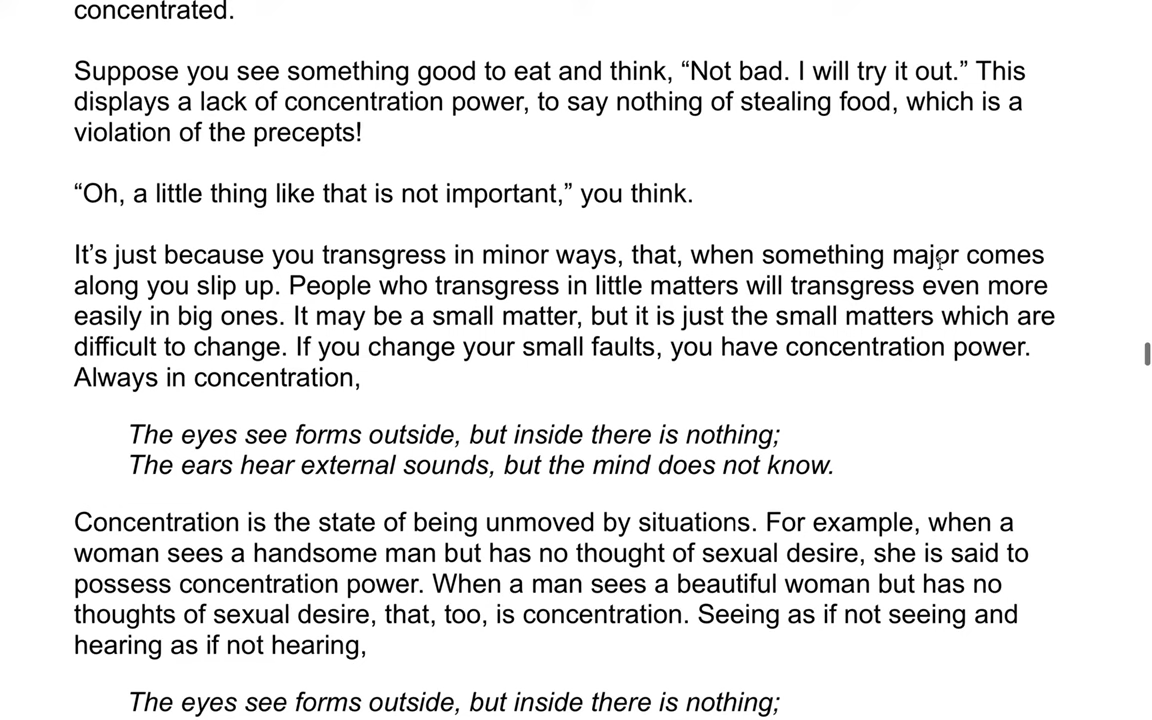 concentrated.
Suppose you see something good to eat and think, “Not bad. I will try it out.” This
displays a lack of concentration power, to say nothing of stealing food, which is a
violation of the precepts!
“Oh, a little thing like that is not important,” you think.
It’s just because you transgress in minor ways, that, when something major comes
along you slip up. People who transgress in little matters will transgress even more
easily in big ones. It may be a small matter, but it is just the small matters which are
difficult to change. If you change your small faults, you have concentration power.
Always in concentration,
The eyes see forms outside, but inside there is nothing;
The ears hear external sounds, but the mind does not know.
Concentration is the state of being unmoved by situations. For example, when a
woman sees a handsome man but has no thought of sexual desire, she is said to
possess concentration power. When a man sees a beautiful woman but has no
thoughts of sexual desire, that, too, is concentration. Seeing as if not seeing and
hearing as if not hearing,
The eyes see forms outside, but inside there is nothing;